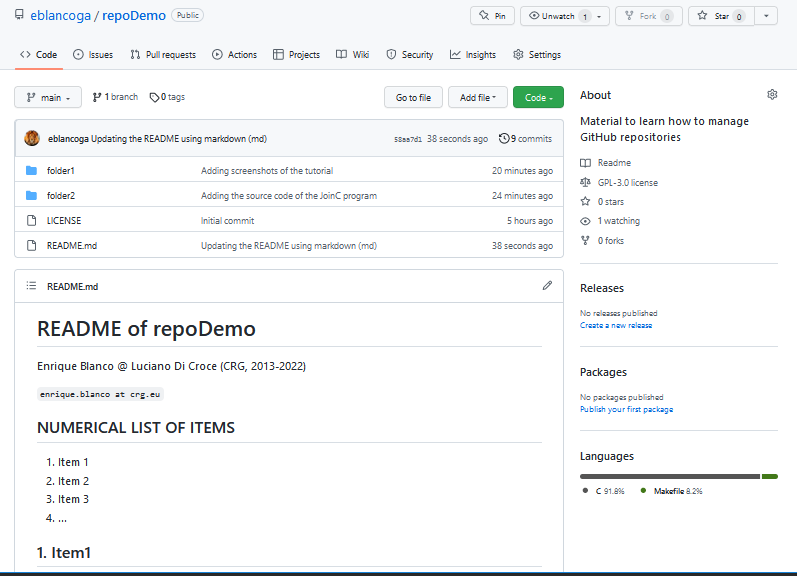 eblancoga / repoDemo Public
Pin
Unwatch 1
Fork 0
Star 0
Code
Issues
Pull requests
Actions
Projects
Wiki
Security
Insights
Settings
main
1 branch
0 tags
Go to file
Add file
Code
eblancoga Updating the README using markdown (md)
58aa7d1 38 seconds ago
9 commits
folder1 Adding screenshots of the tutorial 20 minutes ago
folder2 Adding the source code of the JoinC program 24 minutes ago
LICENSE Initial commit 5 hours ago
README.md Updating the README using markdown (md) 38 seconds ago
README.md
README of repoDemo
Enrique Blanco @ Luciano Di Croce (CRG, 2013-2022)
enrique.blanco at crg.eu
NUMERICAL LIST OF ITEMS
1. Item 1
2. Item 2
3. Item 3
4. ...
1. Item1
About
Material to learn how to manage
GitHub repositories
Readme
GPL-3.0 license
0 stars
1 watching
0 forks
Releases
No releases published
Create a new release
Packages
No packages published
Publish your first package
Languages
C 91.8% Makefile 8.2%